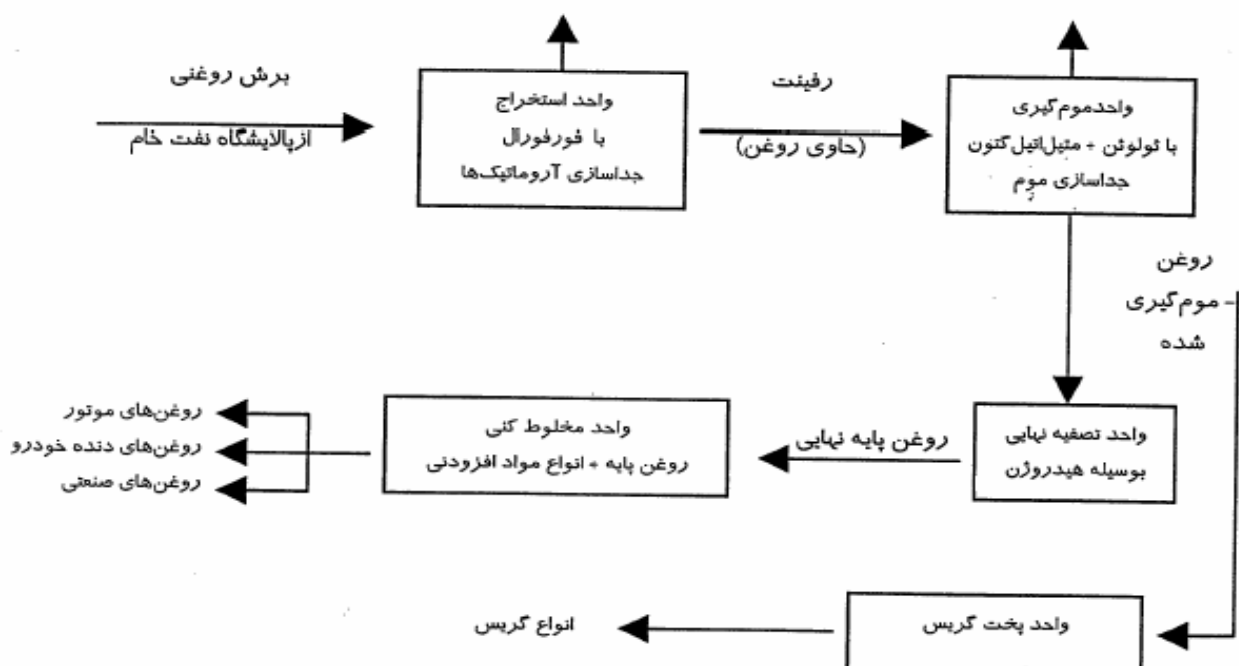 برش روغنی
ازپالایشگاه نفت خام
واحد استخراج
با فورفورال
جداسازی آروماتیک‌ها
رفینت
(حاوی روغن)
واحدموم‌گیری
با تولوئن + متیل‌اتیل‌کتون
جداسازی موم
روغن
موم‌گیری
شده
واحد تصفیه نهایی
بوسیله هیدروژن
روغن پایه نهایی
واحد مخلوط کنی
روغن پایه + انواع مواد افزودنی
روغن‌های موتور
روغن‌های دنده خودرو
روغن‌های صنعتی
واحد پخت گریس
انواع گریس